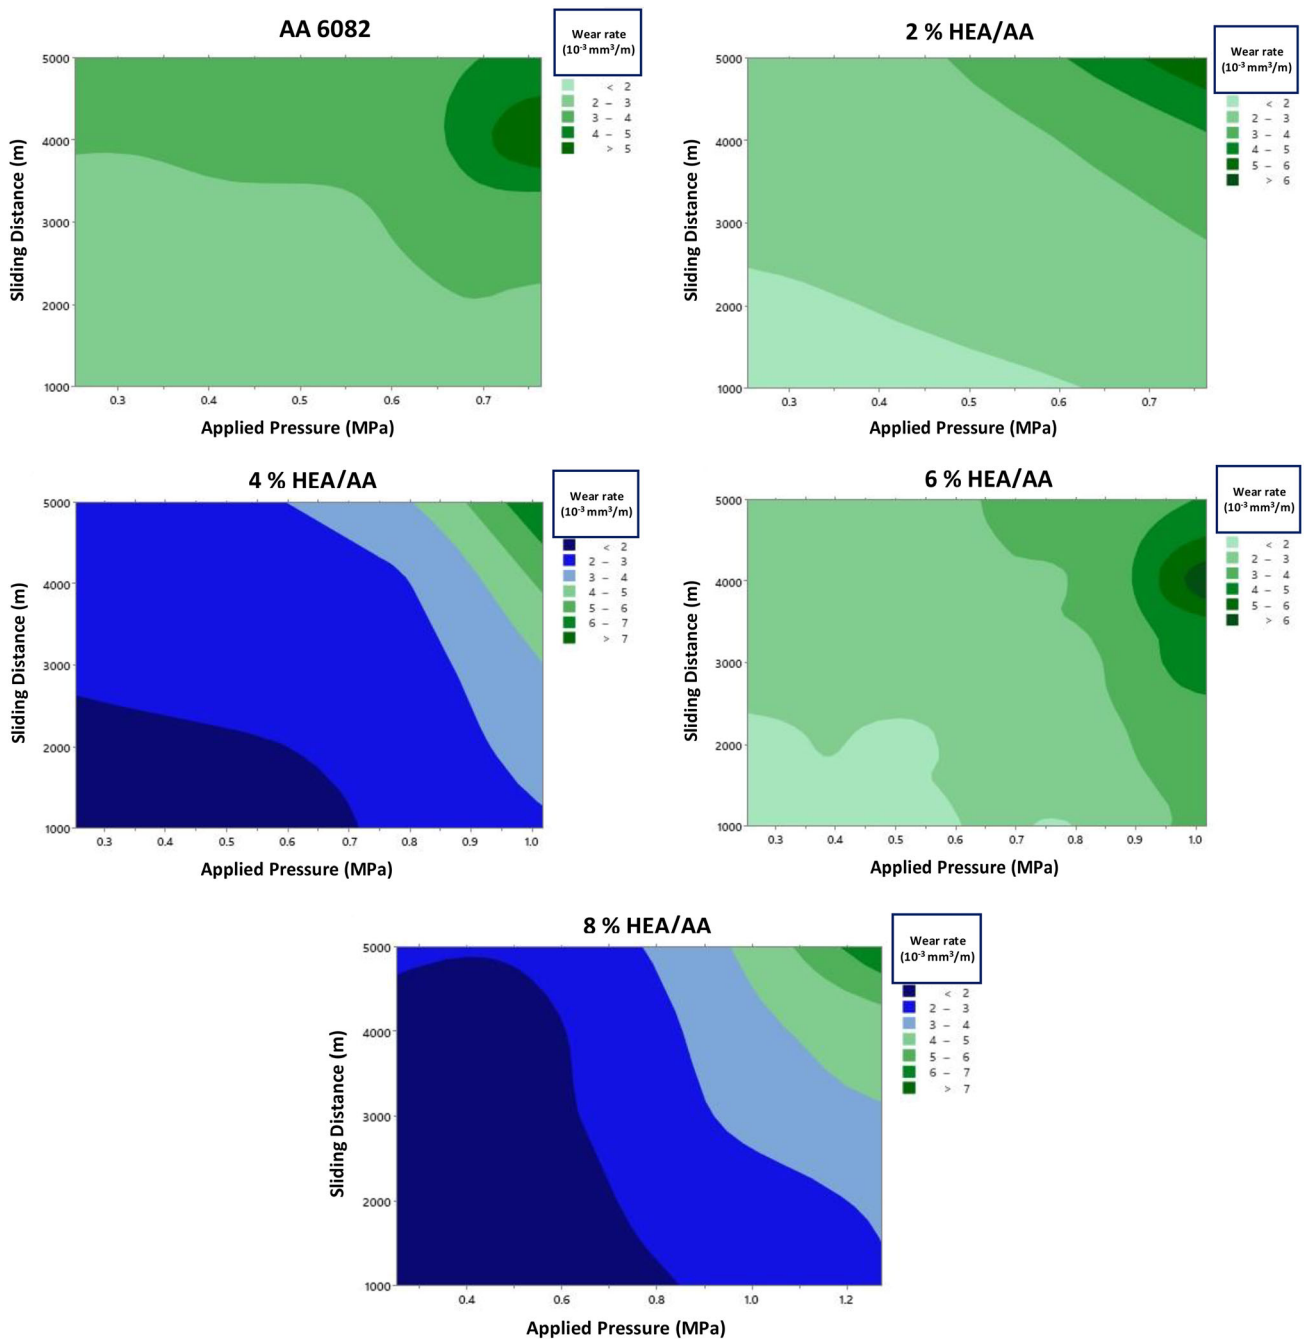 AA 6082
Wear rate
(10⁻³ mm³/m)
< 2
2 – 3
3 – 4
4 – 5
> 5
5000
4000
3000
2000
1000
0.3 0.4 0.5 0.6 0.7
Sliding Distance (m)
Applied Pressure (MPa)
2 % HEA/AA
Wear rate
(10⁻³ mm³/m)
< 2
2 – 3
3 – 4
4 – 5
5 – 6
> 6
5000
4000
3000
2000
1000
0.3 0.4 0.5 0.6 0.7
Sliding Distance (m)
Applied Pressure (MPa)
4 % HEA/AA
Wear rate
(10⁻³ mm³/m)
< 2
2 – 3
3 – 4
4 – 5
5 – 6
6 – 7
> 7
5000
4000
3000
2000
1000
0.3 0.4 0.5 0.6 0.7 0.8 0.9 1.0
Sliding Distance (m)
Applied Pressure (MPa)
6 % HEA/AA
Wear rate
(10⁻³ mm³/m)
< 2
2 – 3
3 – 4
4 – 5
5 – 6
> 6
5000
4000
3000
2000
1000
0.3 0.4 0.5 0.6 0.7 0.8 0.9 1.0
Sliding Distance (m)
Applied Pressure (MPa)
8 % HEA/AA
Wear rate
(10⁻³ mm³/m)
< 2
2 – 3
3 – 4
4 – 5
5 – 6
6 – 7
> 7
5000
4000
3000
2000
1000
0.4 0.6 0.8 1.0 1.2
Sliding Distance (m)
Applied Pressure (MPa)